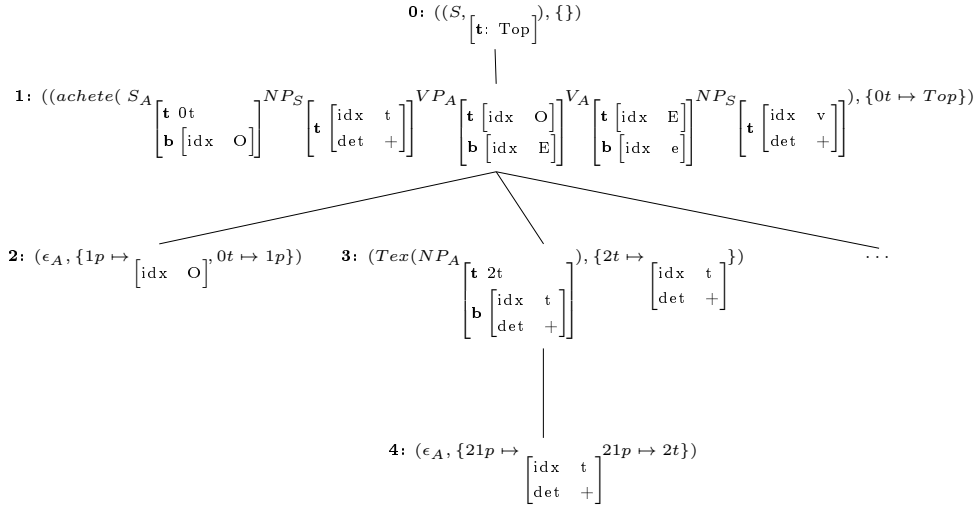 0: ((S,[t: Top]), {})
1: ((achete( S_A[t 0t b [idx O]] NP_S[t [idx t det +]] VP_A[t [idx O] b [idx E]] V_A[t [idx E] b [idx e]] NP_S[t [idx v det +]]), {0t ↦ Top})
2: (ϵ_A, {1p ↦ [idx O], 0t ↦ 1p})
3: (Tex(NP_A[t 2t b [idx t det +]]), {2t ↦ [idx t det +]})
...
4: (ϵ_A, {21p ↦ [idx t det +] 21p ↦ 2t})